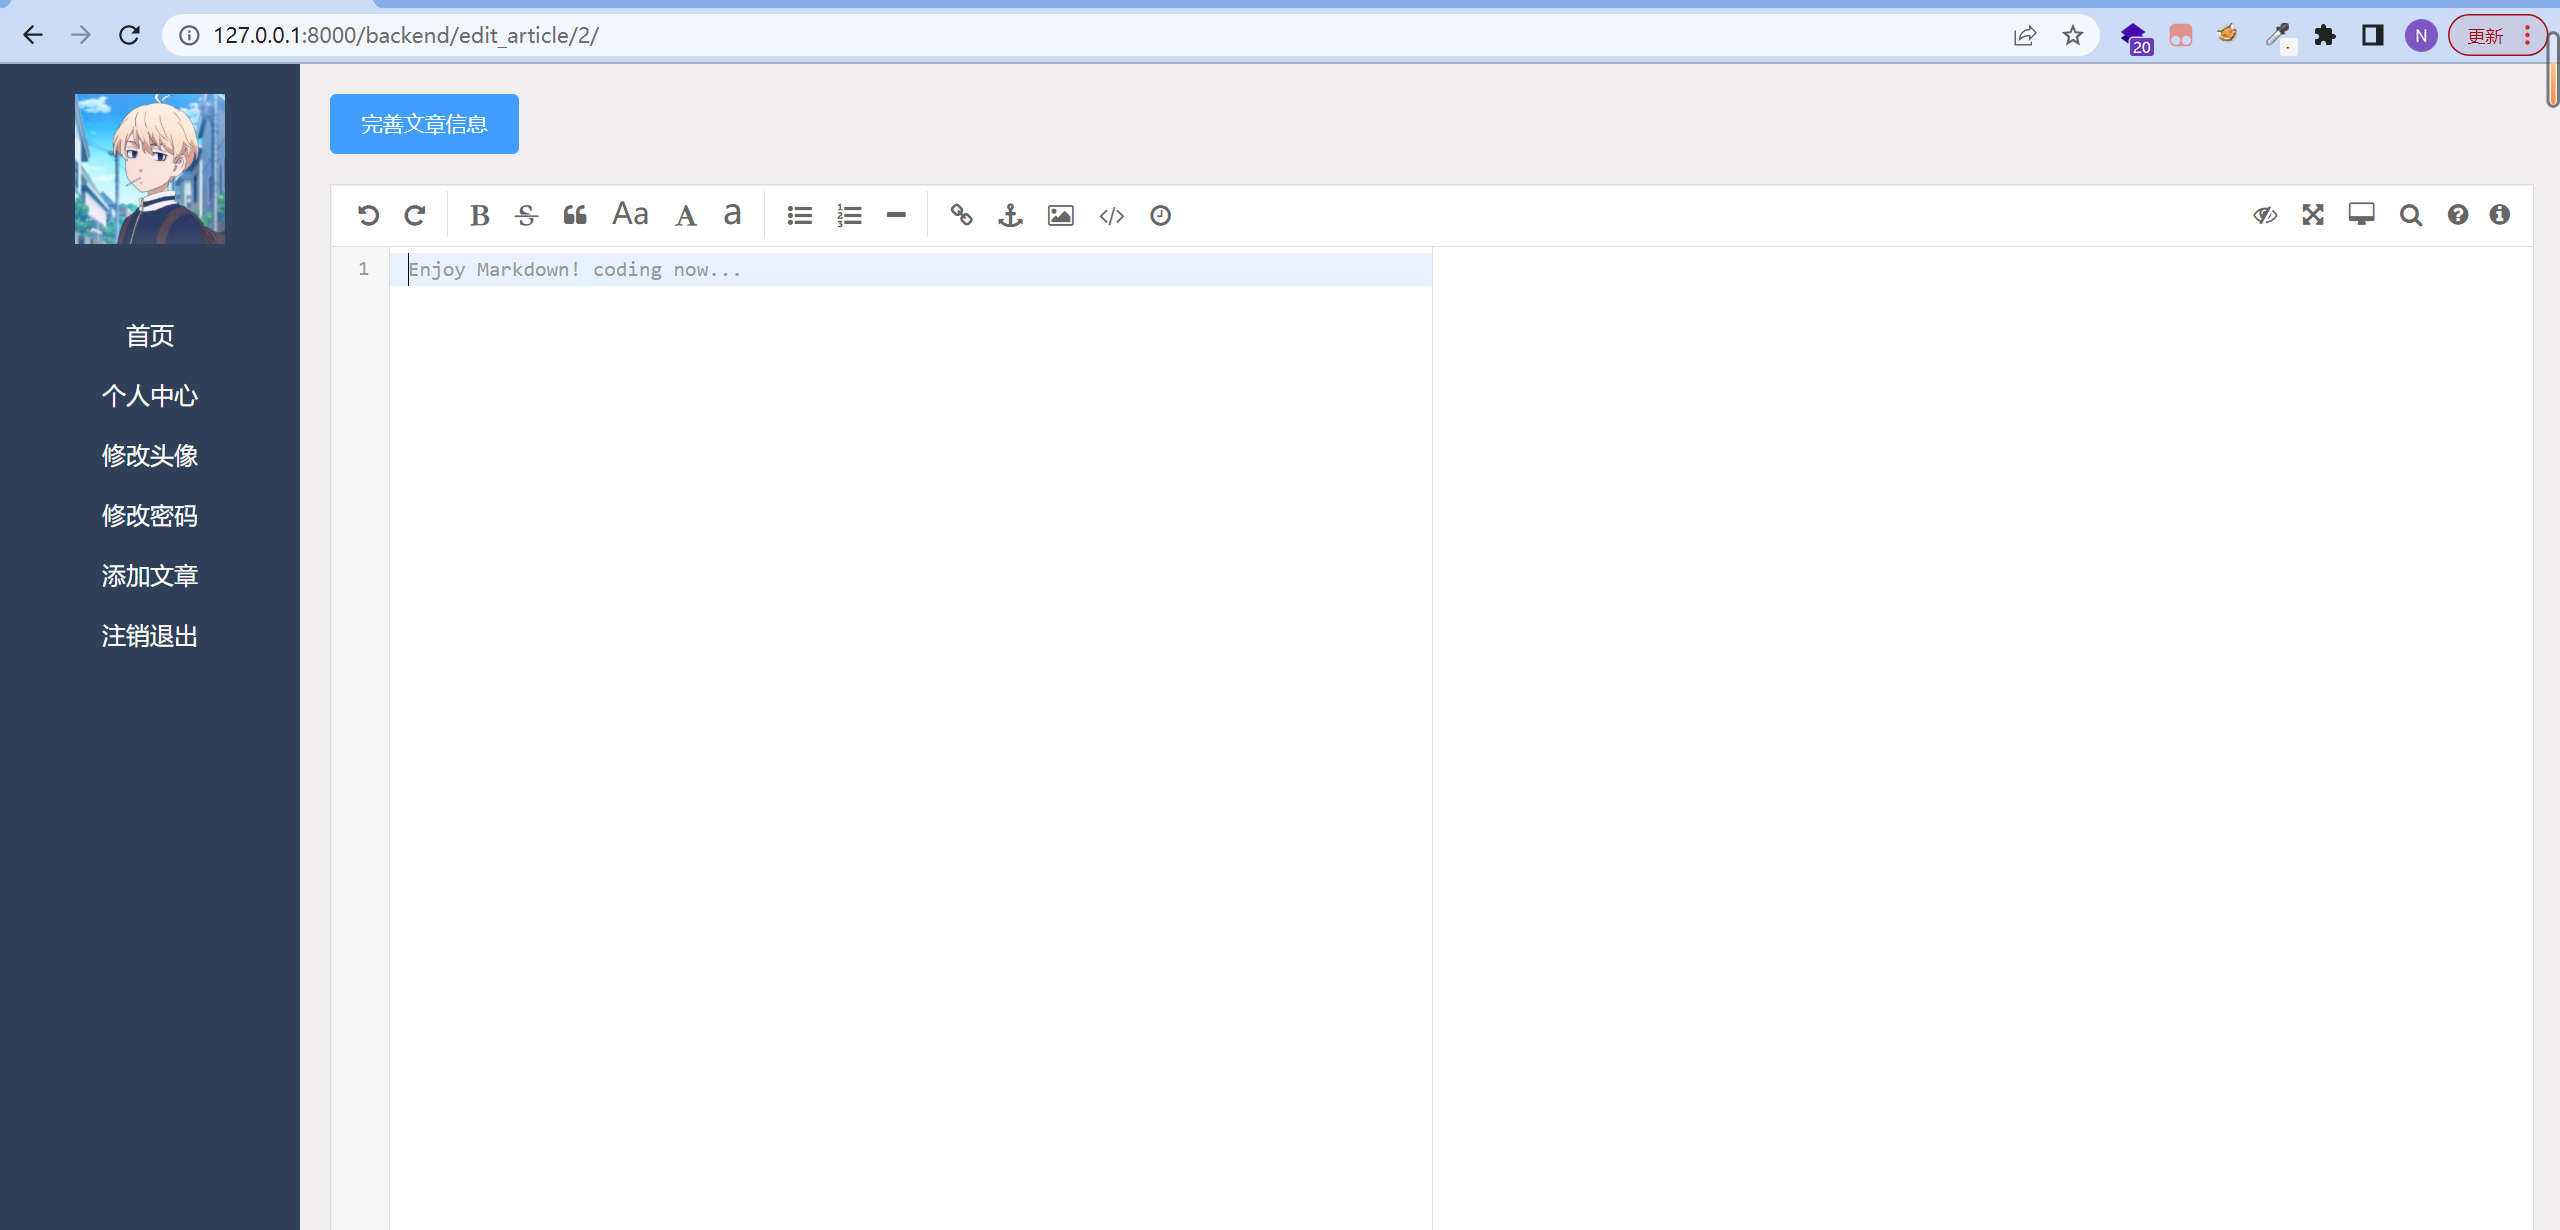 127.0.0.1:8000/backend/edit_article/2/
20
N
更新
完善文章信息
首页
个人中心
修改头像
修改密码
添加文章
注销退出
B S Aa A a
1 Enjoy Markdown! coding now...